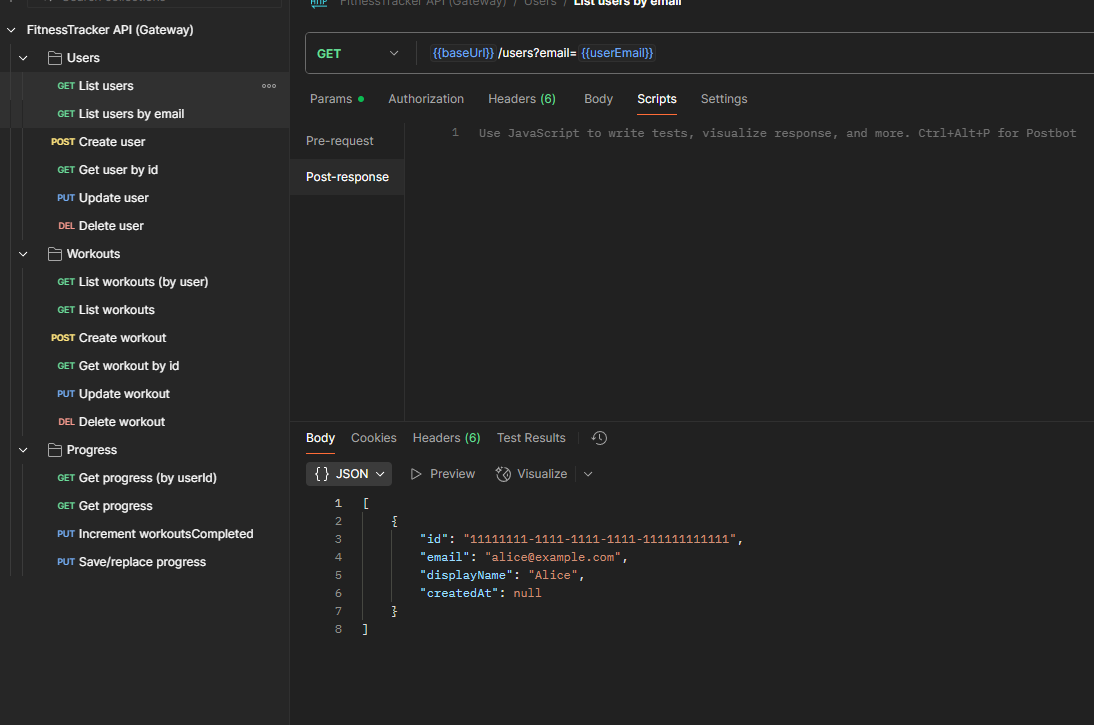 FitnessTracker API (Gateway) / Users / List users by email
FitnessTracker API (Gateway)
Users
GET List users
GET List users by email
POST Create user
GET Get user by id
PUT Update user
DEL Delete user
Workouts
GET List workouts (by user)
GET List workouts
POST Create workout
GET Get workout by id
PUT Update workout
DEL Delete workout
Progress
GET Get progress (by userId)
GET Get progress
PUT Increment workoutsCompleted
PUT Save/replace progress
GET {{baseUrl}} /users?email= {{userEmail}}
Params Authorization Headers (6) Body Scripts Settings
Pre-request
Post-response
1 Use JavaScript to write tests, visualize response, and more. Ctrl+Alt+P for Postbot
Body Cookies Headers (6) Test Results
{} JSON Preview Visualize
1 [
2 {
3 "id": "11111111-1111-1111-1111-111111111111",
4 "email": "alice@example.com",
5 "displayName": "Alice",
6 "createdAt": null
7 }
8 ]